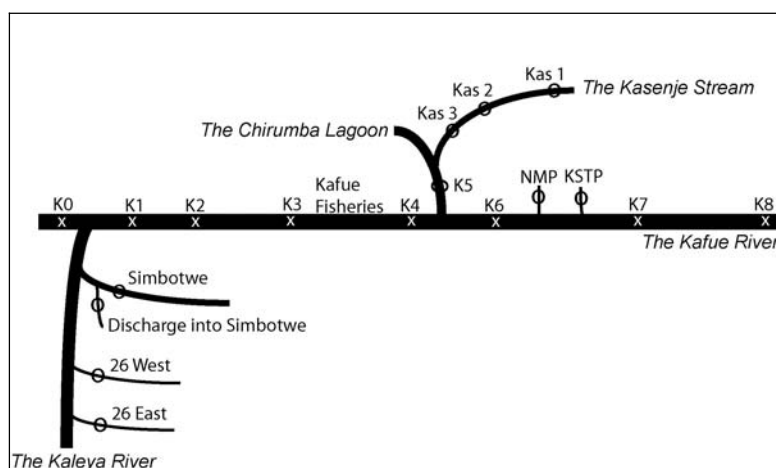 Kas 1
The Kasenje Stream
Kas 2
Kas 3
The Chirumba Lagoon
K5
NMP
KSTP
K0
K1
K2
K3
Kafue
Fisheries
K4
K6
K7
K8
The Kafue River
Simbotwe
Discharge into Simbotwe
26 West
26 East
The Kaleya River